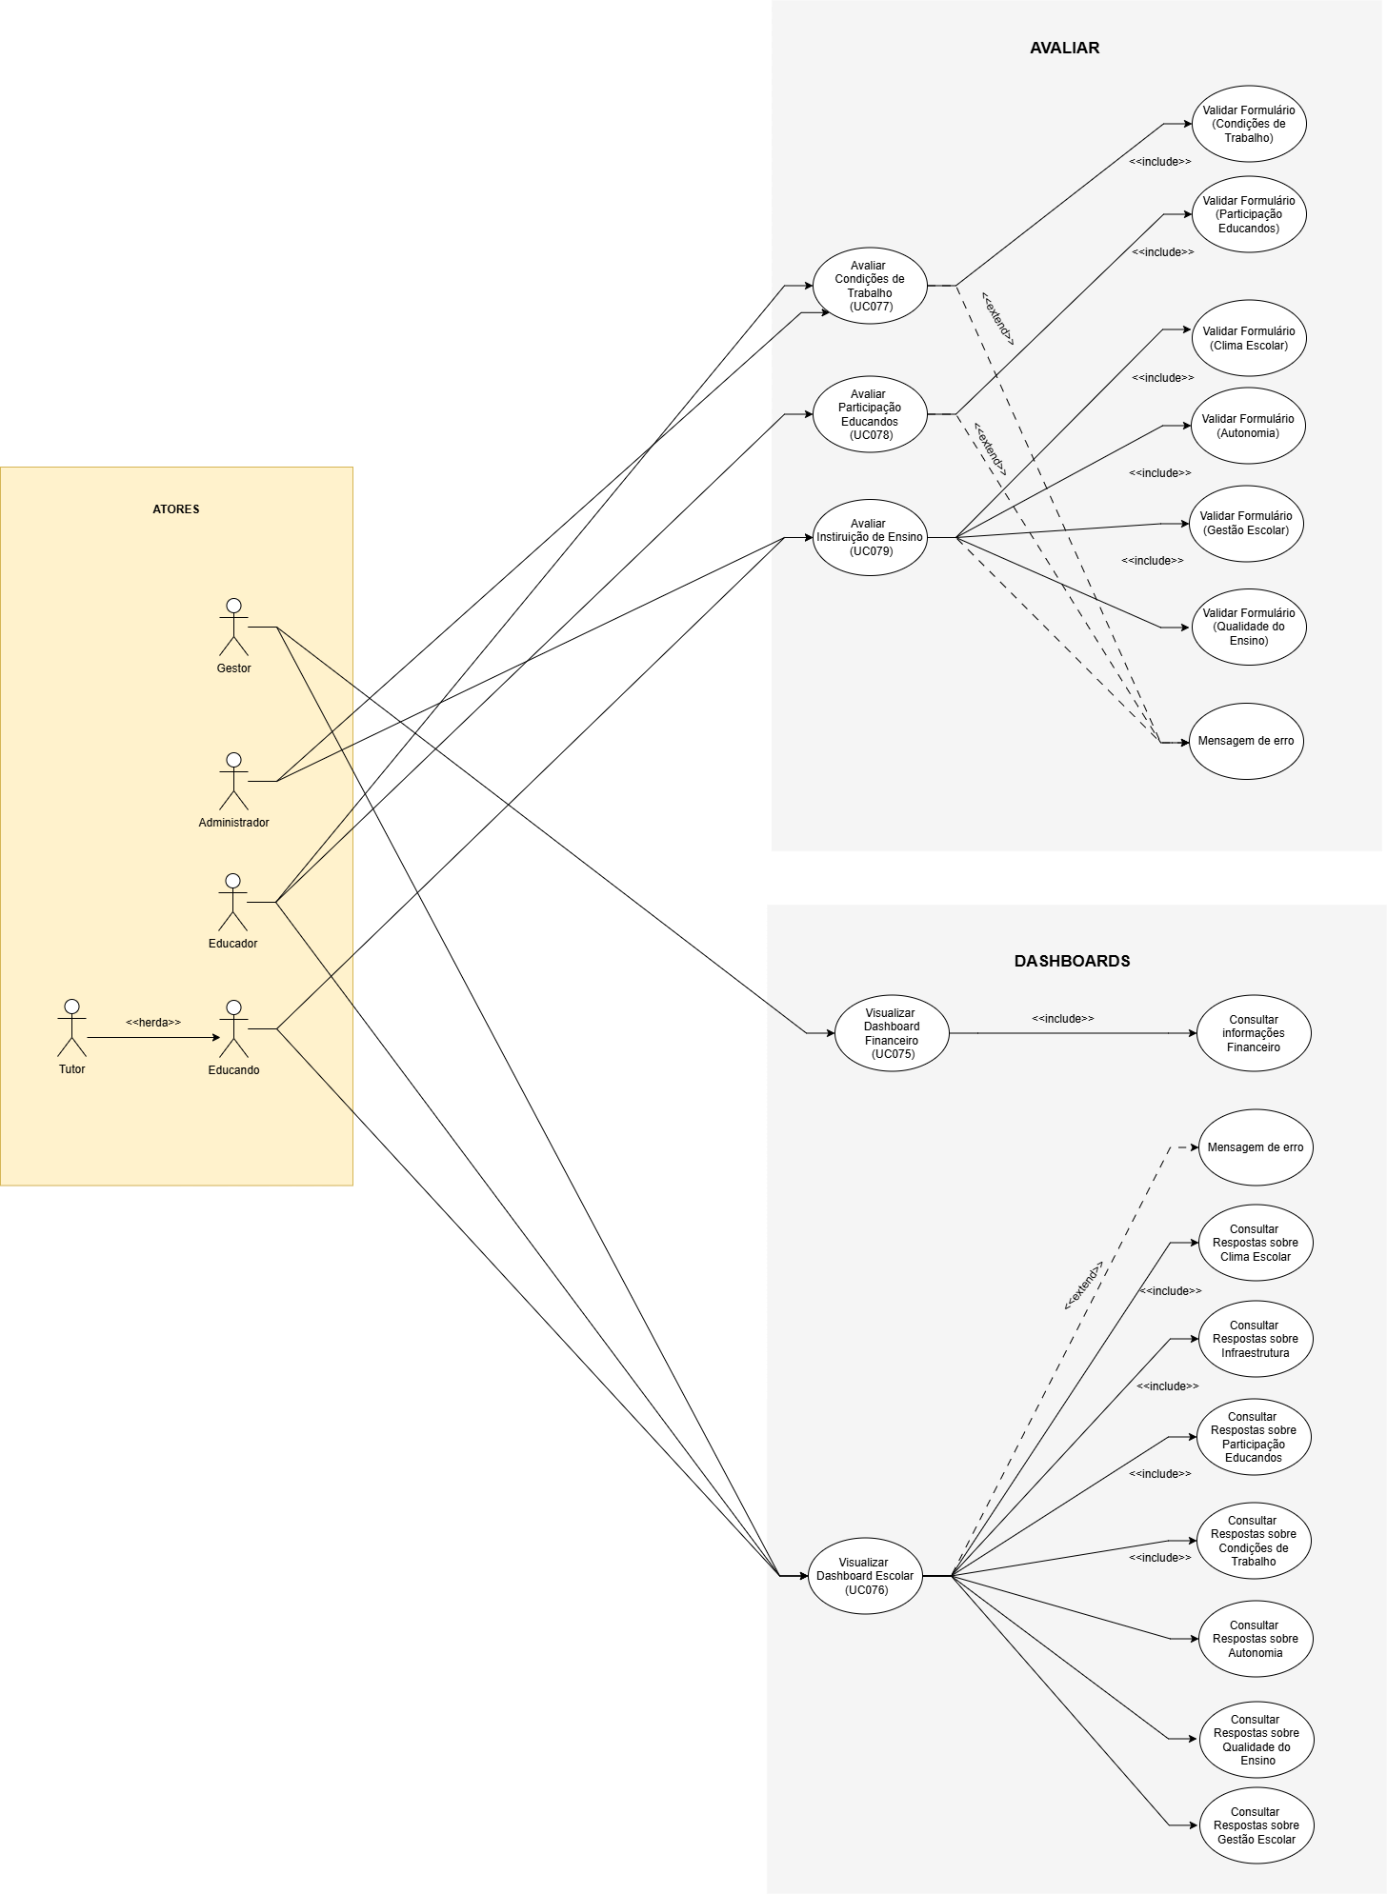 AVALIAR
Validar Formulário
(Condições de
Trabalho)
<<include>>
Validar Formulário
(Participação
Educandos)
<<include>>
Avaliar
Condições de
Trabalho
(UC077)
<<extend>>
Validar Formulário
(Clima Escolar)
<<include>>
Avaliar
Participação
Educandos
(UC078)
<<extend>>
Validar Formulário
(Autonomia)
<<include>>
Avaliar
Instiruição de Ensino
(UC079)
Validar Formulário
(Gestão Escolar)
<<include>>
Validar Formulário
(Qualidade do
Ensino)
Mensagem de erro
ATORES
Gestor
Administrador
Educador
<<herda>>
Tutor
Educando
DASHBOARDS
Visualizar
Dashboard
Financeiro
(UC075)
<<include>>
Consultar
informações
Financeiro
Mensagem de erro
<<extend>>
Consultar
Respostas sobre
Clima Escolar
<<include>>
Consultar
Respostas sobre
Infraestrutura
<<include>>
Consultar
Respostas sobre
Participação
Educandos
<<include>>
Consultar
Respostas sobre
Condições de
Trabalho
<<include>>
Visualizar
Dashboard Escolar
(UC076)
Consultar
Respostas sobre
Autonomia
Consultar
Respostas sobre
Qualidade do
Ensino
Consultar
Respostas sobre
Gestão Escolar